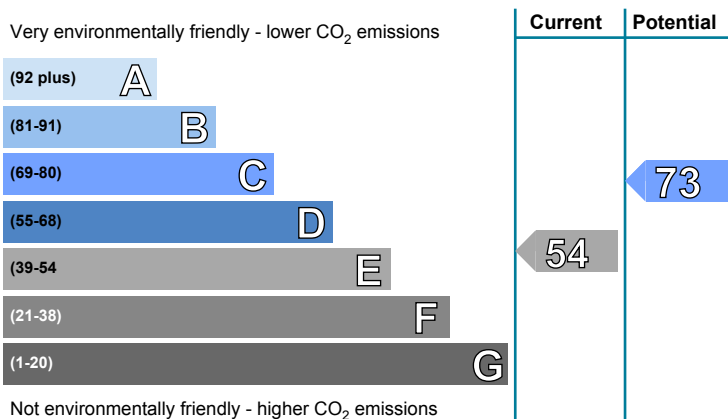 Current Potential
Very environmentally friendly - lower CO2 emissions
(92 plus) A
(81-91) B
(69-80) C
73
(55-68) D
54
(39-54 E
(21-38) F
(1-20) G
Not environmentally friendly - higher CO2 emissions